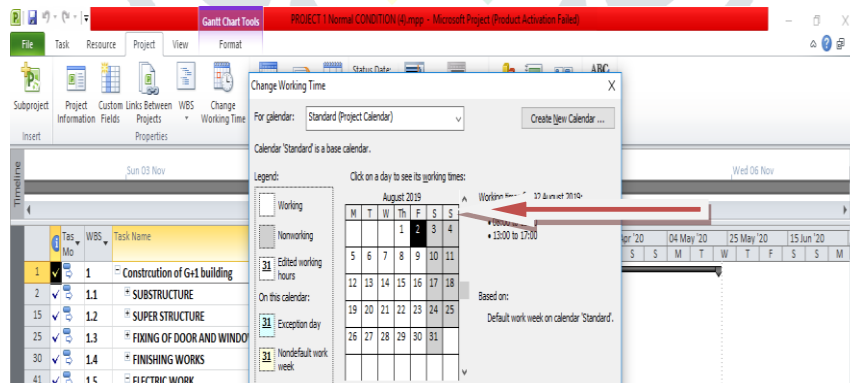 Gantt Chart Tools
PROJECT 1 Normal CONDITION (4).mpp - Microsoft Project (Product Activation Failed)
File Task Resource Project View Format
Status Date:
ABC
Subproject
Project Information
Custom Fields
Links Between Projects
WBS
Change Working Time
Insert
Properties
Timeline
Sun 03 Nov
Wed 06 Nov
Change Working Time
X
For calendar: Standard (Project Calendar)
Create New Calendar ...
Calendar 'Standard' is a base calendar.
Legend:
Click on a day to see its working times:
Working
Nonworking
31 Edited working hours
On this calendar:
31 Exception day
31 Nondefault work week
August 2019
M T W Th F S S
1 2 3 4
5 6 7 8 9 10 11
12 13 14 15 16 17 18
19 20 21 22 23 24 25
26 27 28 29 30 31
August 2019:
• 13:00 to 17:00
Based on:
Default work week on calendar 'Standard'.
Tas Mo WBS Task Name
1 1 Constrcution of G+1 building
2 1.1 SUBSTRUCTURE
15 1.2 SUPER STRUCTURE
25 1.3 FIXING OF DOOR AND WINDO
30 1.4 FINISHING WORKS
41 1.5 ELECTRIC WORK
'20 04 May '20 25 May '20 15 Jun '20
S S M T W T F S S M